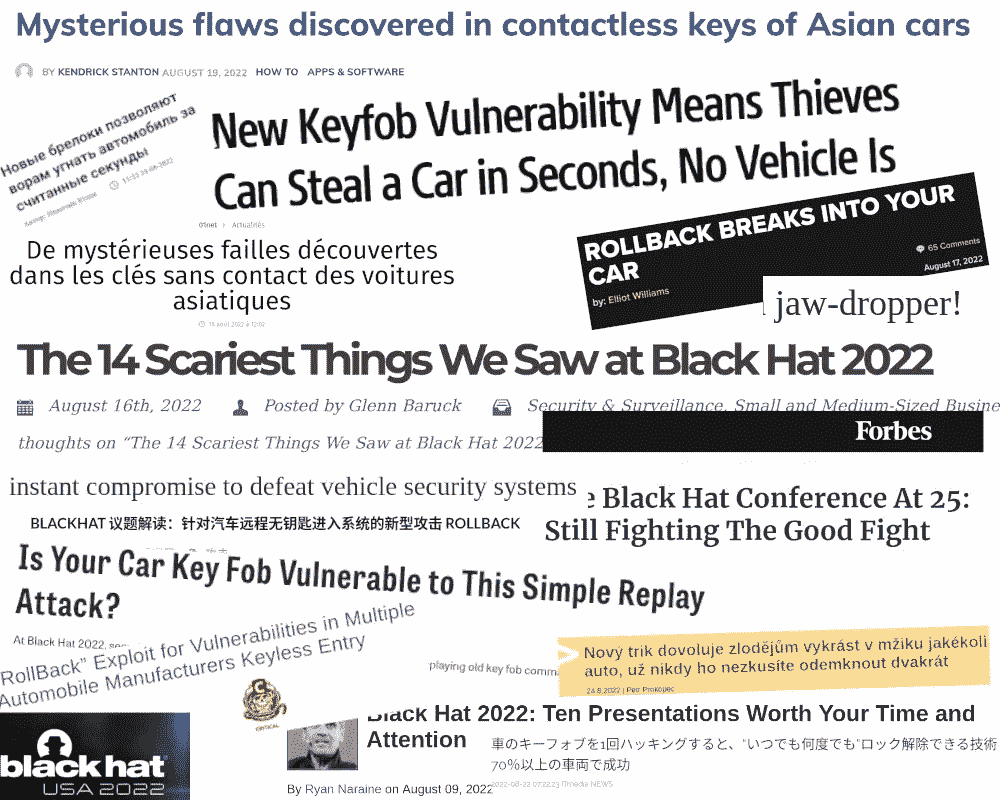 Mysterious flaws discovered in contactless keys of Asian cars
BY KENDRICK STANTON AUGUST 19, 2022 HOW TO APPS & SOFTWARE
Новые брелоки позволяют
ворам угнать автомобиль за
считанные секунды
New Keyfob Vulnerability Means Thieves
Can Steal a Car in Seconds, No Vehicle Is
01net › Actualités
De mystérieuses failles découvertes
dans les clés sans contact des voitures
asiatiques
ROLLBACK BREAKS INTO YOUR
CAR
65 Comments
by: Elliot Williams
August 17, 2022
jaw-dropper!
The 14 Scariest Things We Saw at Black Hat 2022
August 16th, 2022 Posted by Glenn Baruck Security & Surveillance, Small and Medium-Sized Busine
thoughts on “The 14 Scariest Things We Saw at Black Hat 2022
Forbes
instant compromise to defeat vehicle security systems
e Black Hat Conference At 25:
Still Fighting The Good Fight
BLACKHAT 议题解读：针对汽车远程无钥匙进入系统的新型攻击 ROLLBACK
Is Your Car Key Fob Vulnerable to This Simple Replay
Attack?
At Black Hat 2022,
RollBack” Exploit for Vulnerabilities in Multiple
Automobile Manufacturers Keyless Entry
playing old key fob comm
Nový trik dovoluje zlodějům vykrást v mžiku jakékoli
auto, už nikdy ho nezkusíte odemknout dvakrát
24.8.2022 | Petr Prokopec
CRITICAL
Black Hat 2022: Ten Presentations Worth Your Time and
Attention
車のキーフォブを1回ハッキングすると、“いつでも何度でも”ロック解除できる技術
70％以上の車両で成功
2022-08-22 07:22:23 ITmedia NEWS
By Ryan Naraine on August 09, 2022
black hat
USA 2022